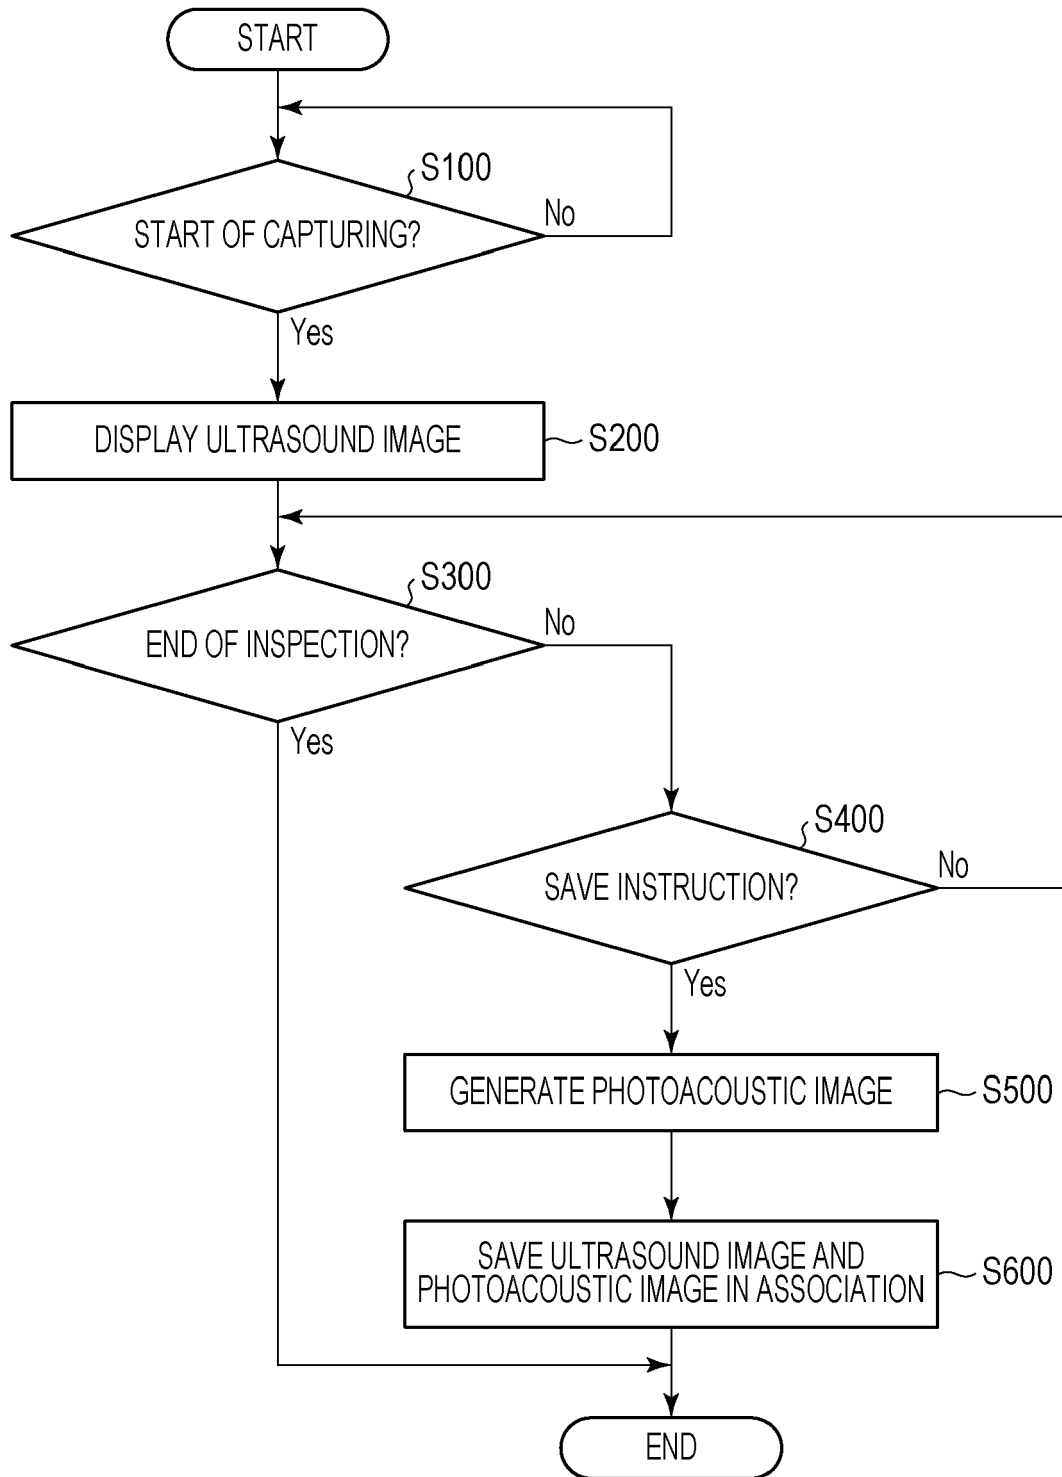 START
S100
START OF CAPTURING?
No
Yes
DISPLAY ULTRASOUND IMAGE
S200
S300
END OF INSPECTION?
No
Yes
S400
SAVE INSTRUCTION?
No
Yes
GENERATE PHOTOACOUSTIC IMAGE
S500
SAVE ULTRASOUND IMAGE AND
PHOTOACOUSTIC IMAGE IN ASSOCIATION
S600
END